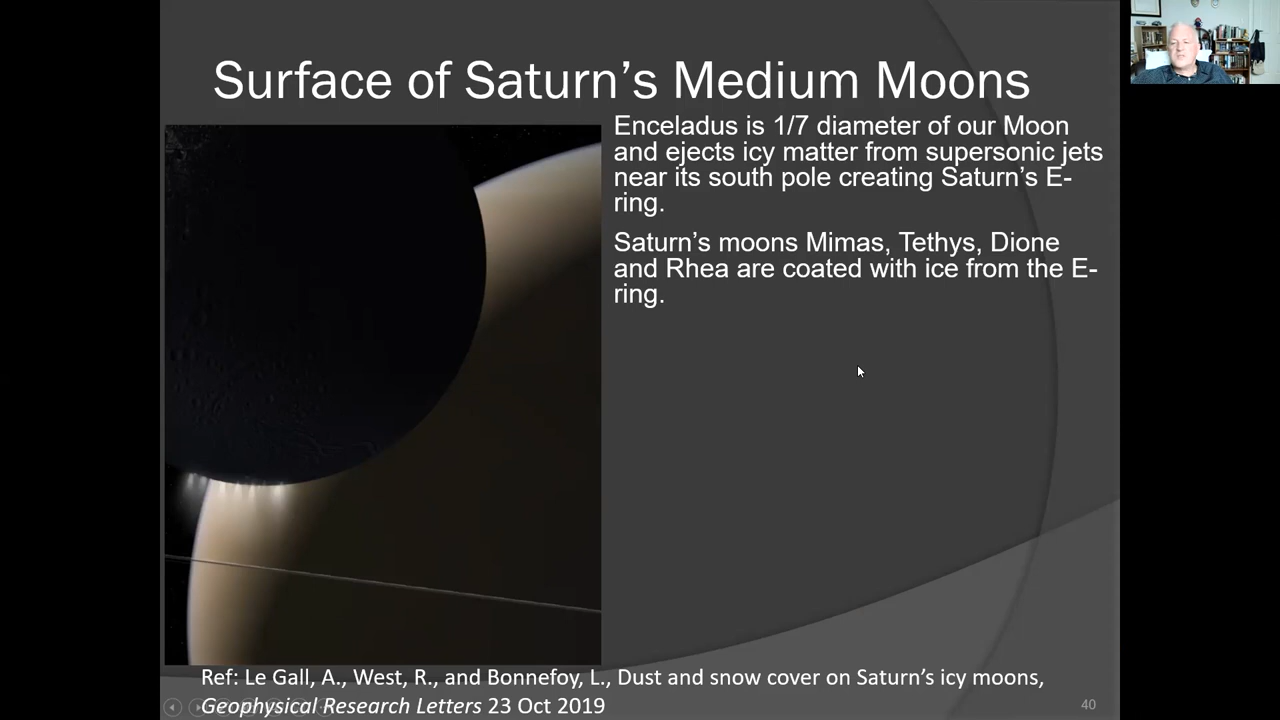 Surface of Saturn’s Medium Moons
Enceladus is 1/7 diameter of our Moon
and ejects icy matter from supersonic jets
near its south pole creating Saturn’s E-
ring.
Saturn’s moons Mimas, Tethys, Dione
and Rhea are coated with ice from the E-
ring.
Ref: Le Gall, A., West, R., and Bonnefoy, L., Dust and snow cover on Saturn’s icy moons,
Geophysical Research Letters 23 Oct 2019
40